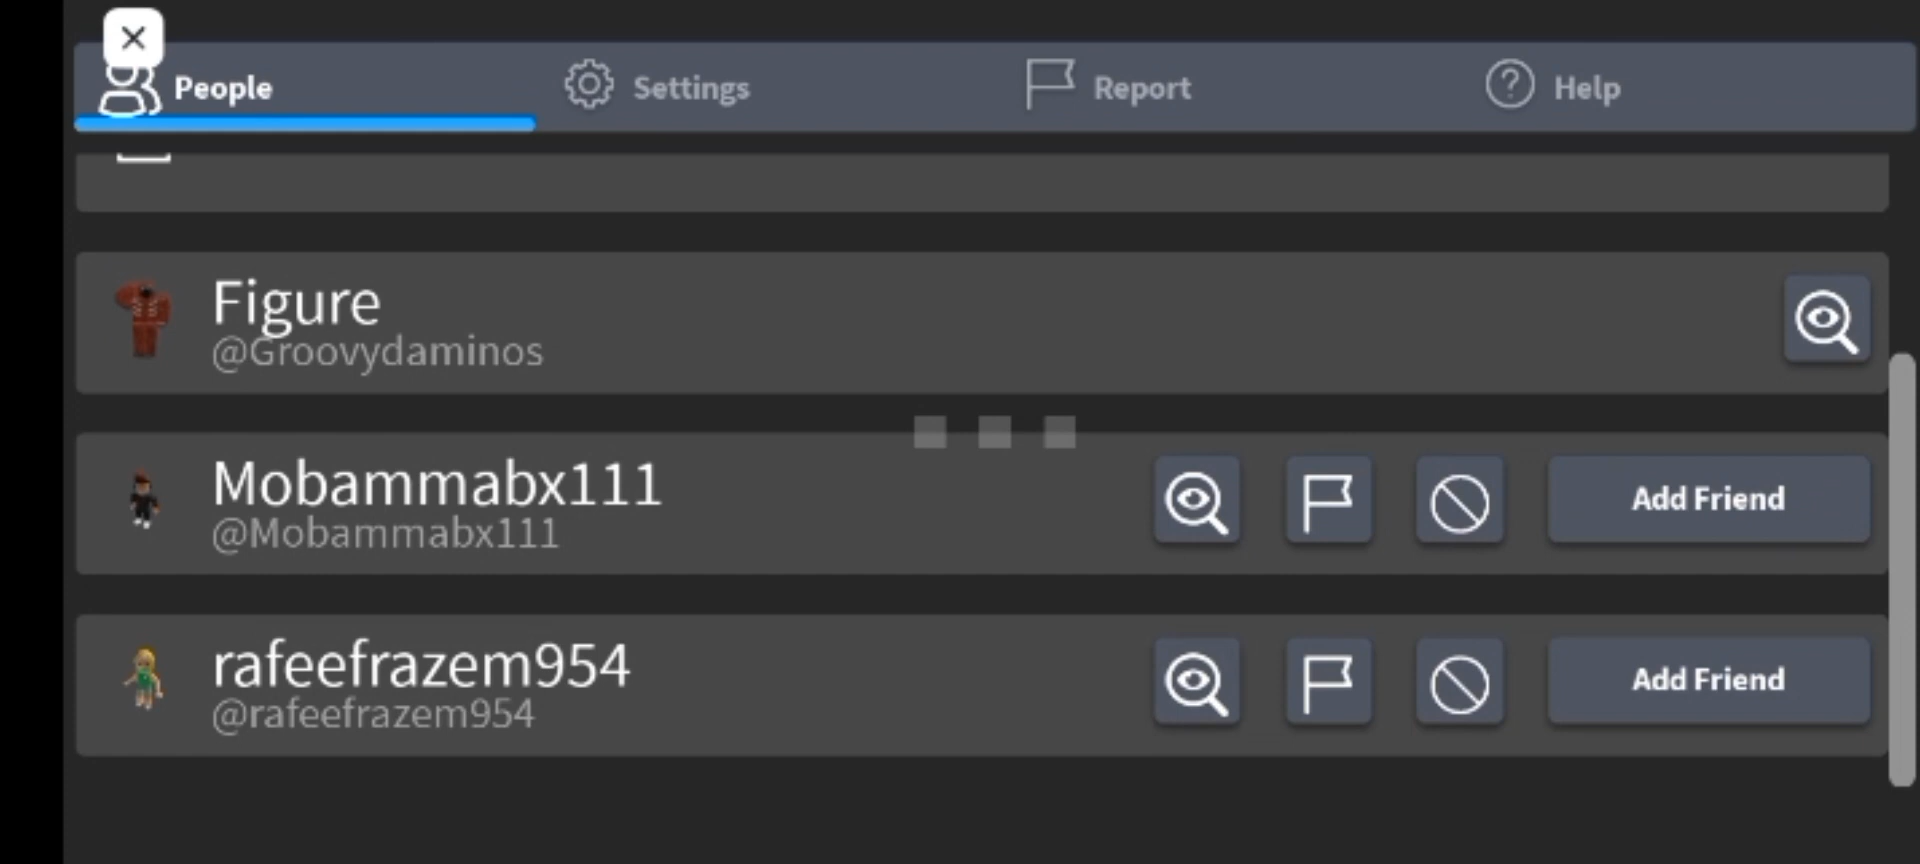 People
Settings
Report
Help
Figure
@Groovydaminos
Mobammabx111
@Mobammabx111
Add Friend
rafeefrazem954
@rafeefrazem954
Add Friend